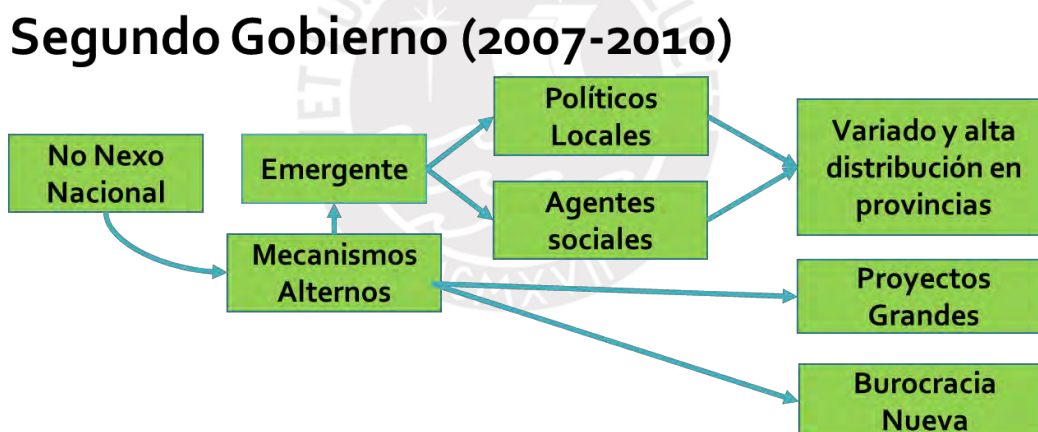 Segundo Gobierno (2007-2010)
Políticos
Locales
Variado y alta
distribución en
provincias
No Nexo
Nacional
Emergente
Agentes
sociales
Mecanismos
Alternos
Proyectos
Grandes
Burocracia
Nueva